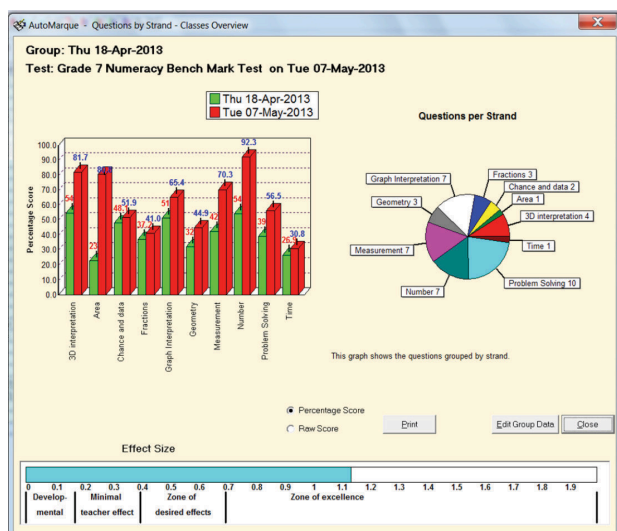 AutoMarque - Questions by Strand - Classes Overview
Group: Thu 18-Apr-2013
Test: Grade 7 Numeracy Bench Mark Test on Tue 07-May-2013
Thu 18-Apr-2013
Tue 07-May-2013
Questions per Strand
Percentage Score
100.0
90.0
80.0
70.0
60.0
50.0
40.0
30.0
20.0
10.0
0.0
81.7
51.9
41.0
65.4
44.9
70.3
92.3
56.5
30.8
3D interpretation
Area
Chance and data
Fractions
Graph Interpretation
Geometry
Measurement
Number
Problem Solving
Time
Graph Interpretation 7
Fractions 3
Chance and data 2
Area 1
3D interpretation 4
Time 1
Problem Solving 10
Number 7
Measurement 7
Geometry 3
This graph shows the questions grouped by strand.
Percentage Score
Raw Score
Print
Edit Group Data
Close
Effect Size
0 0.1 0.2 0.3 0.4 0.5 0.6 0.7 0.8 0.9 1 1.1 1.2 1.3 1.4 1.5 1.6 1.7 1.8 1.9
Develop- Minimal Zone of Zone of excellence
mental teacher effect desired effects